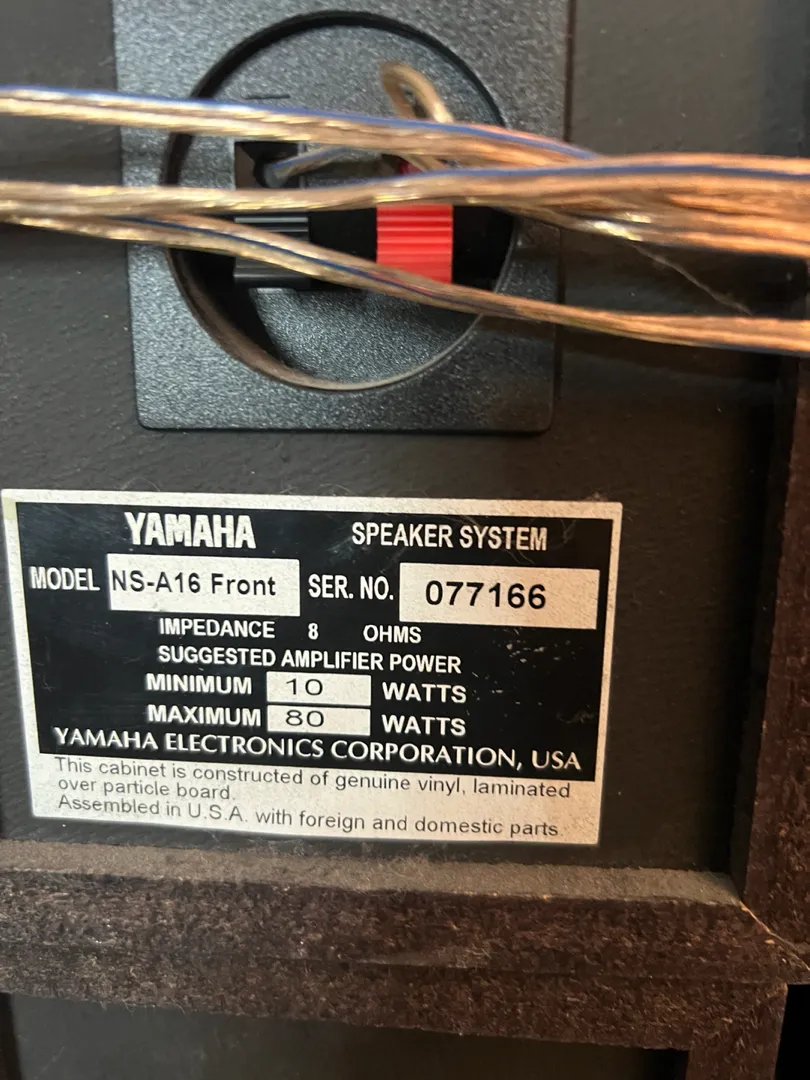 YAMAHA SPEAKER SYSTEM
MODEL NS-A16 Front SER. NO. 077166
IMPEDANCE 8 OHMS
SUGGESTED AMPLIFIER POWER
MINIMUM 10 WATTS
MAXIMUM 80 WATTS
YAMAHA ELECTRONICS CORPORATION, USA
This cabinet is constructed of genuine vinyl, laminated
over particle board.
Assembled in U.S.A. with foreign and domestic parts.